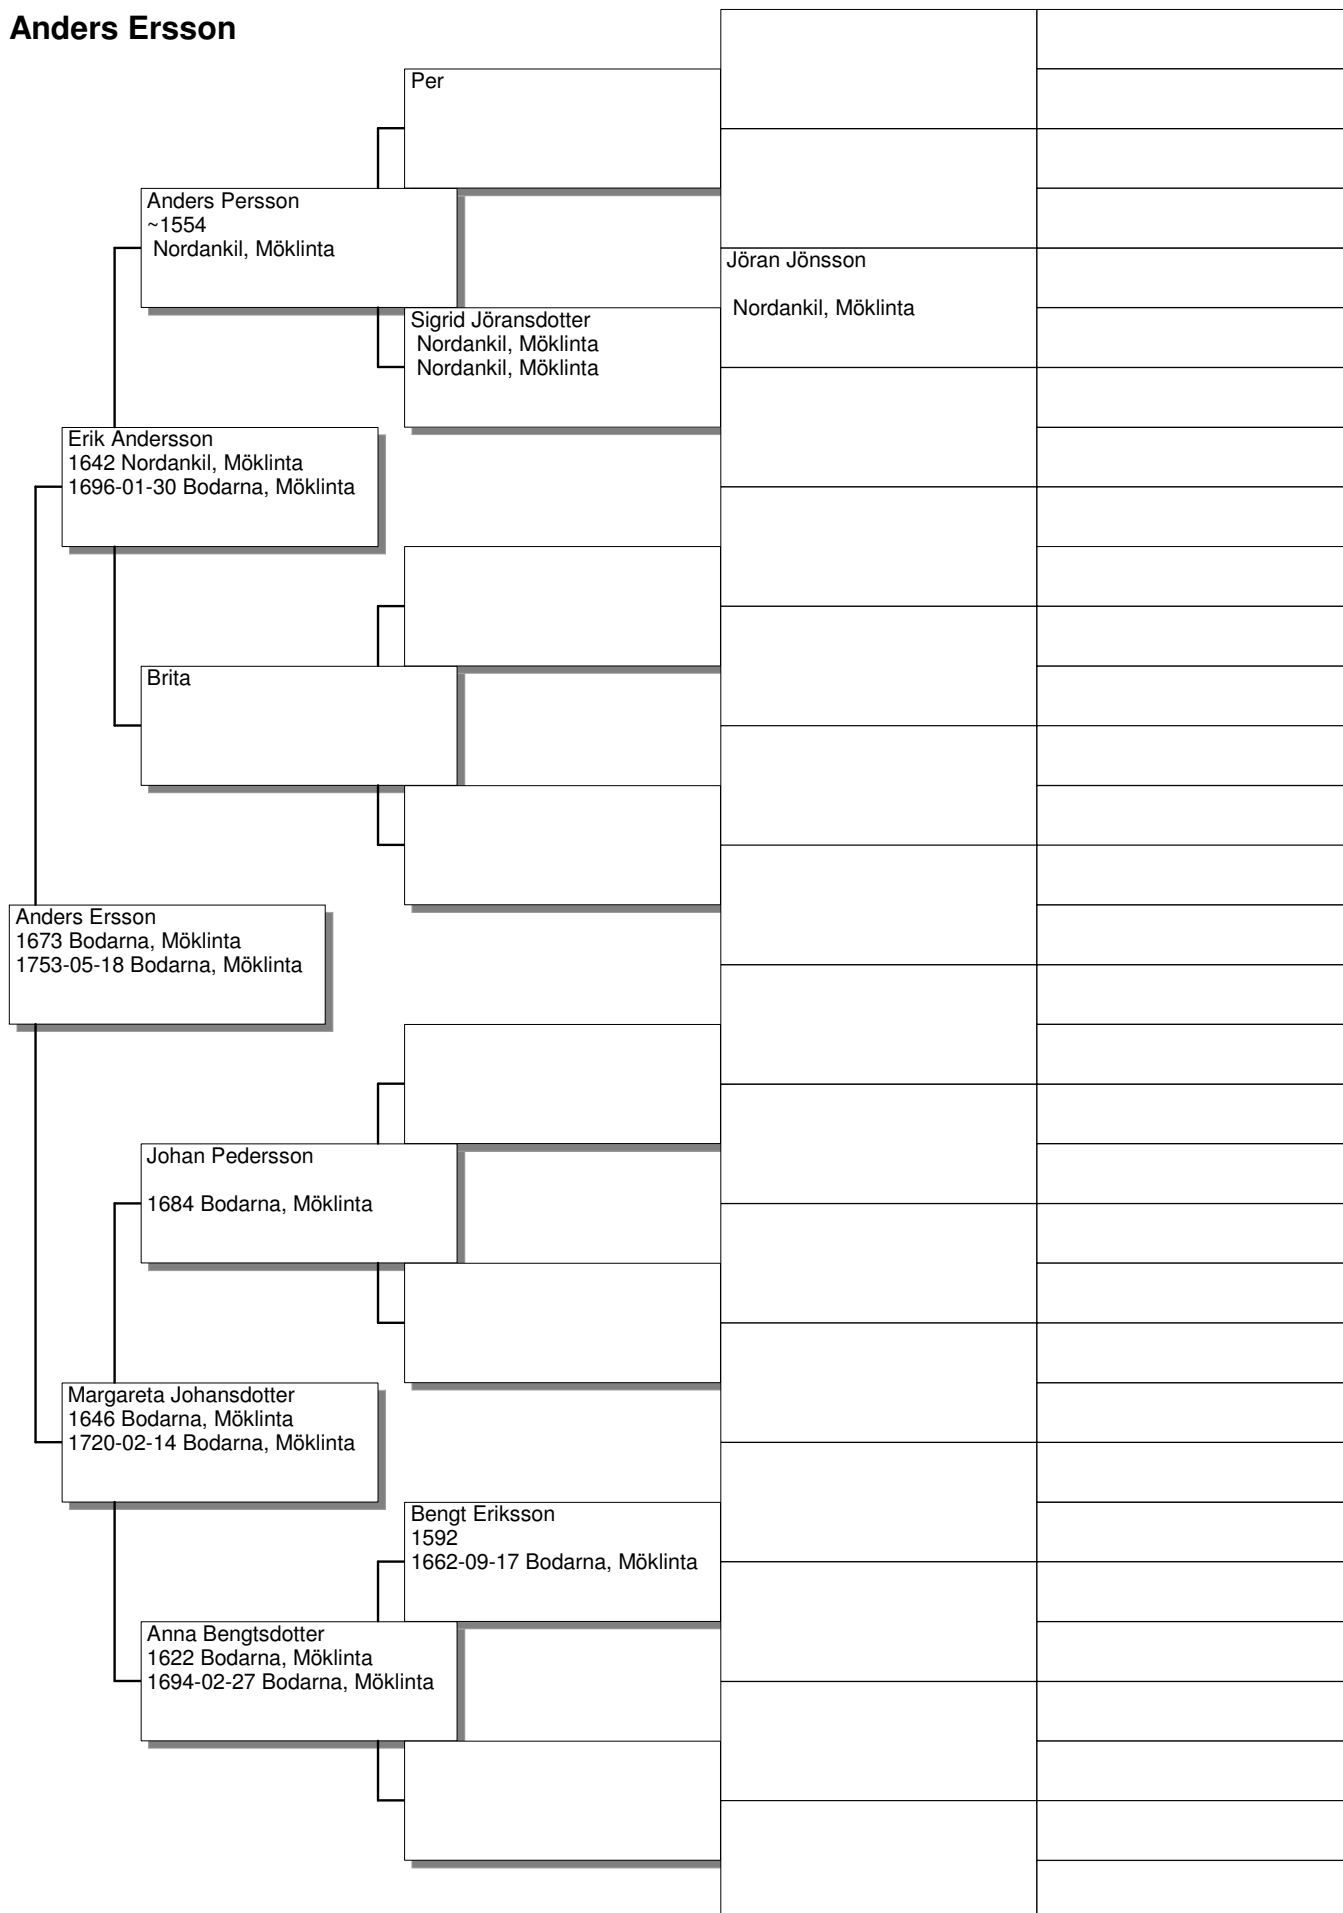 Anders Ersson
Per
Anders Persson
~1554
Nordankil, Möklinta
Jöran Jönsson
Nordankil, Möklinta
Sigrid Jöransdotter
Nordankil, Möklinta
Nordankil, Möklinta
Erik Andersson
1642 Nordankil, Möklinta
1696-01-30 Bodarna, Möklinta
Brita
Anders Ersson
1673 Bodarna, Möklinta
1753-05-18 Bodarna, Möklinta
Johan Pedersson
1684 Bodarna, Möklinta
Margareta Johansdotter
1646 Bodarna, Möklinta
1720-02-14 Bodarna, Möklinta
Bengt Eriksson
1592
1662-09-17 Bodarna, Möklinta
Anna Bengtsdotter
1622 Bodarna, Möklinta
1694-02-27 Bodarna, Möklinta